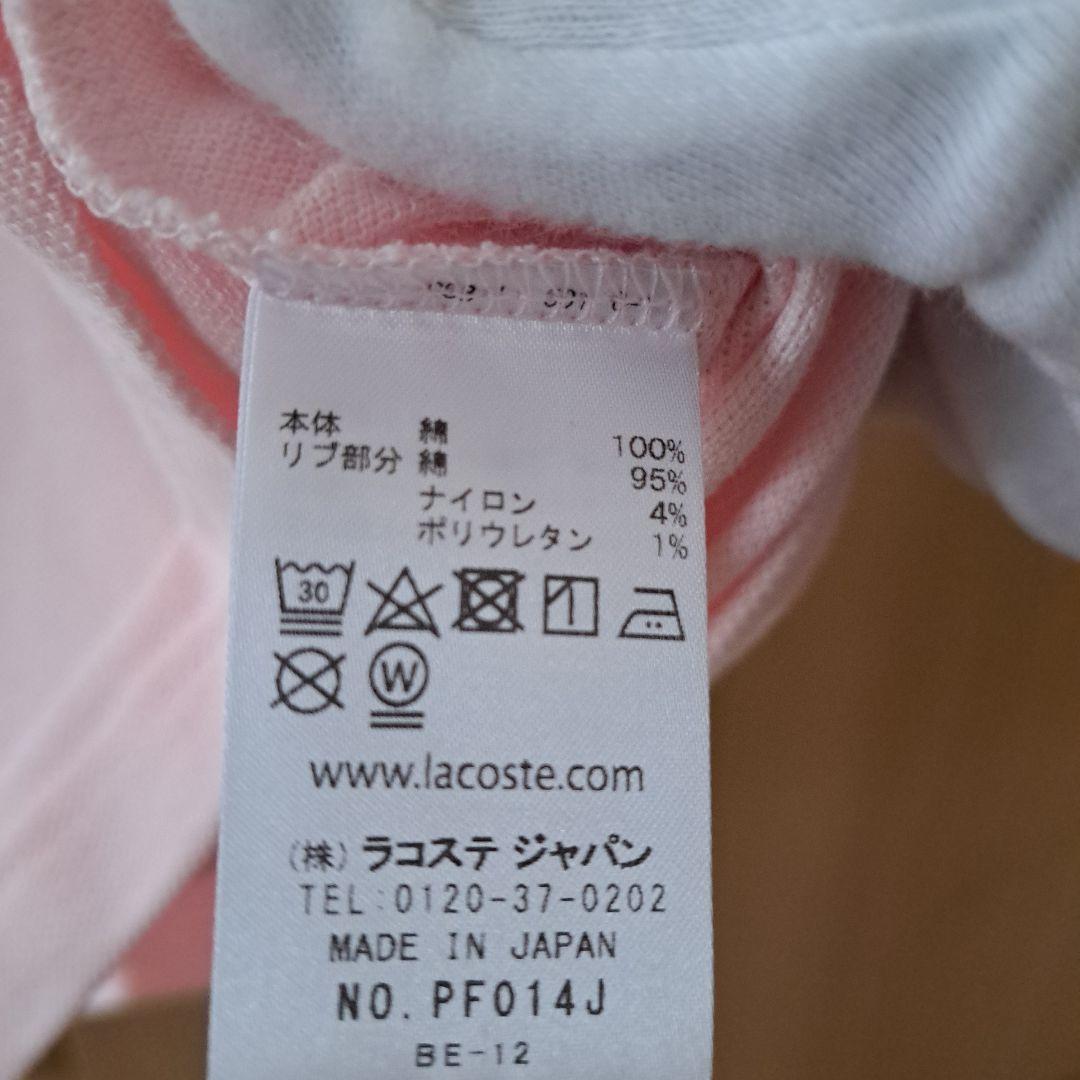 本体 綿 100%
リブ部分 綿 95%
ナイロン 4%
ポリウレタン 1%
30
W
www.lacoste.com
(株) ラコステ ジャパン
TEL:0120-37-0202
MADE IN JAPAN
NO. PF014J
BE-12